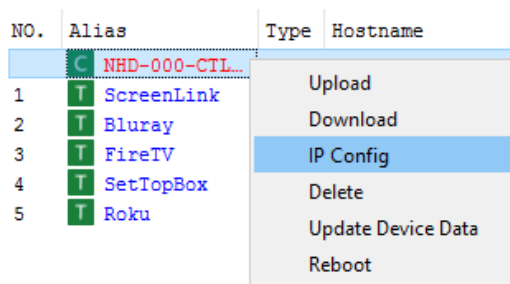 NO. Alias Type Hostname
C NHD-000-CTL...
Upload
1 T ScreenLink
2 T Bluray
Download
3 T FireTV
IP Config
4 T SetTopBox
Delete
5 T Roku
Update Device Data
Reboot